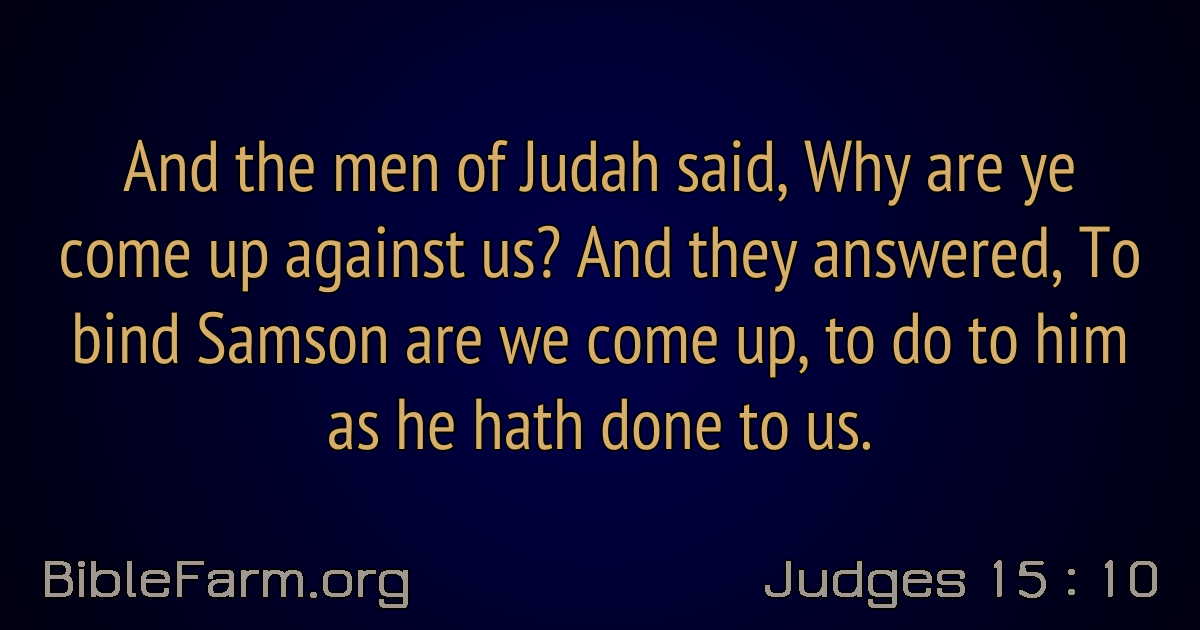 And the men of Judah said, Why are ye
come up against us? And they answered, To
bind Samson are we come up, to do to him
as he hath done to us.
BibleFarm.org
Judges 15 : 10